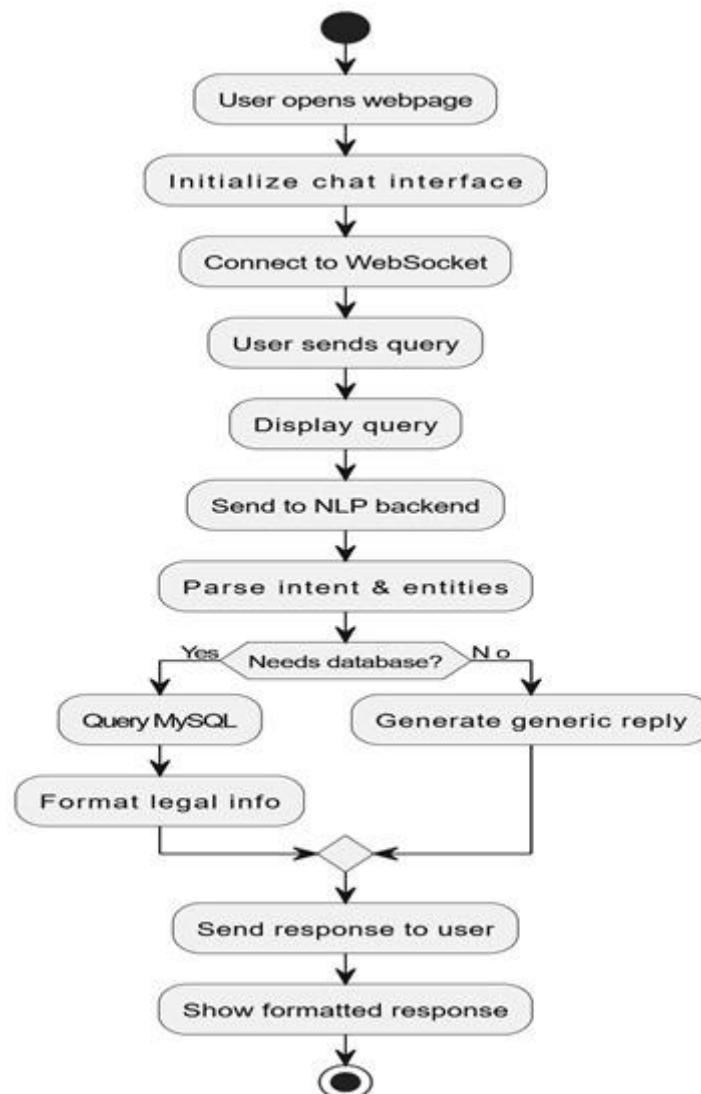 User opens webpage
Initialize chat interface
Connect to WebSocket
User sends query
Display query
Send to NLP backend
Parse intent & entities
Yes
Needs database?
No
Query MySQL
Generate generic reply
Format legal info
Send response to user
Show formatted response